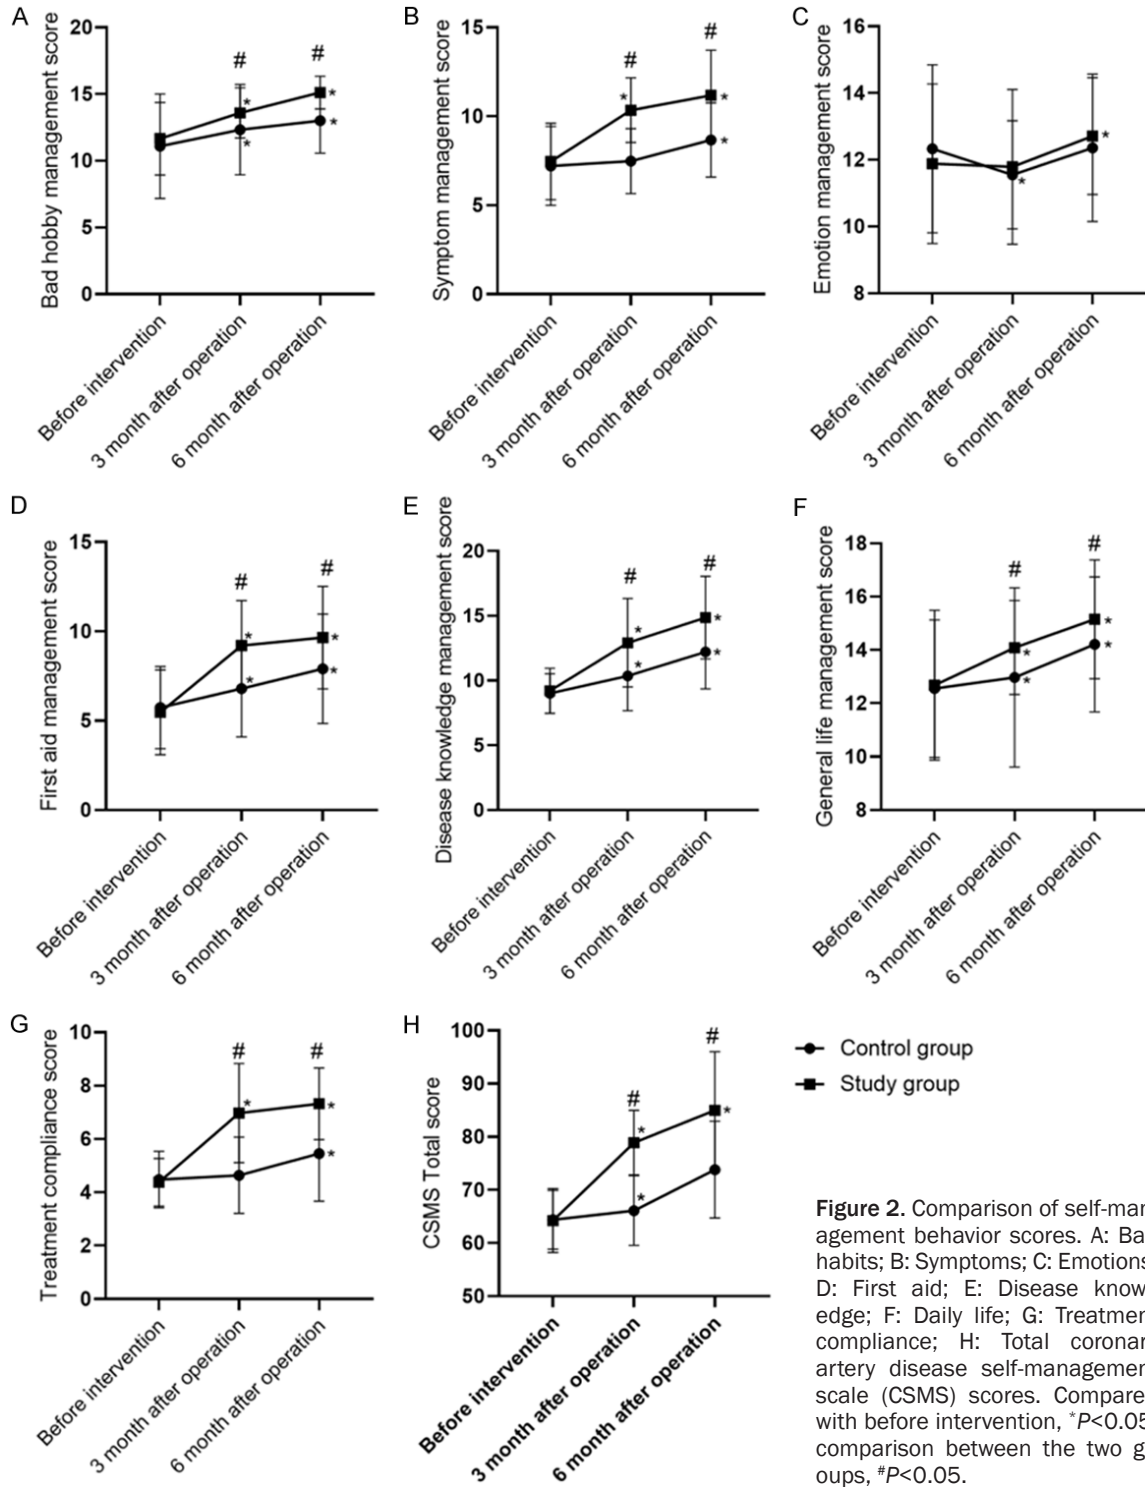 A
Bad hobby management score
20
15
10
5
0
# #
* * * *
Before intervention
3 month after operation
6 month after operation
B
Symptom management score
15
10
5
0
# #
* * *
Before intervention
3 month after operation
6 month after operation
C
Emotion management score
16
14
12
10
8
* *
Before intervention
3 month after operation
6 month after operation
D
First aid management score
15
10
5
0
# #
* * * *
Before intervention
3 month after operation
6 month after operation
E
Disease knowledge management score
20
15
10
5
0
# #
* * * *
Before intervention
3 month after operation
6 month after operation
F
General life management score
18
16
14
12
10
8
# #
* * * *
Before intervention
3 month after operation
6 month after operation
G
Treatment compliance score
10
8
6
4
2
0
# #
* * *
Before intervention
3 month after operation
6 month after operation
H
CSMS Total score
100
90
80
70
60
50
# #
* * *
Before intervention
3 month after operation
6 month after operation
Control group
Study group
Figure 2. Comparison of self-man
agement behavior scores. A: Ba
habits; B: Symptoms; C: Emotions
D: First aid; E: Disease know
edge; F: Daily life; G: Treatmen
compliance; H: Total coronar
artery disease self-managemen
scale (CSMS) scores. Compare
with before intervention, *P<0.05
comparison between the two g
oups, #P<0.05.